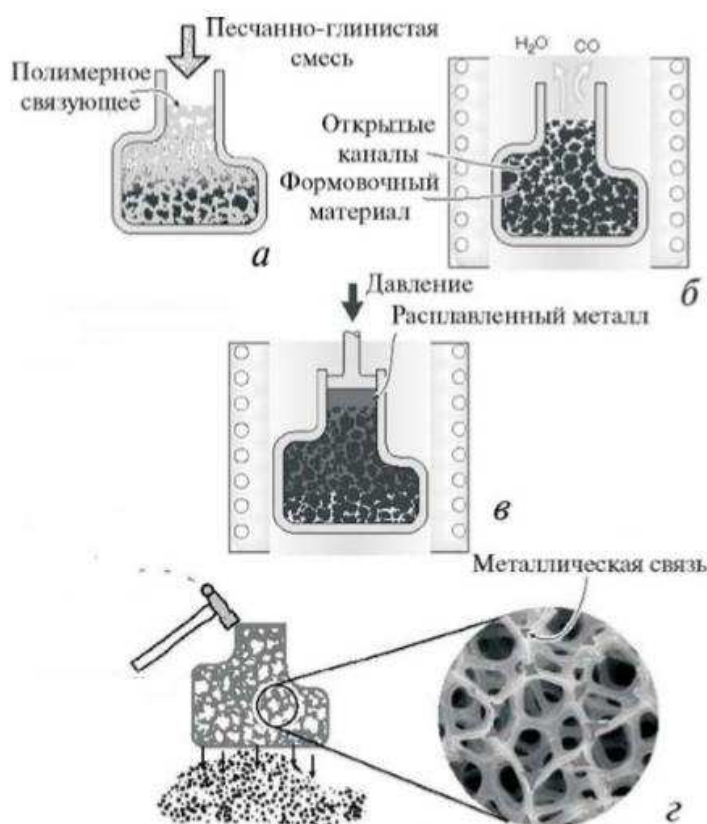 Песчанно-глинистая
смесь
Полимерное
связующее
а
H₂O
CO
Открытые
каналы
Формовочный
материал
б
Давление
Расплавленный металл
в
Металлическая связь
г